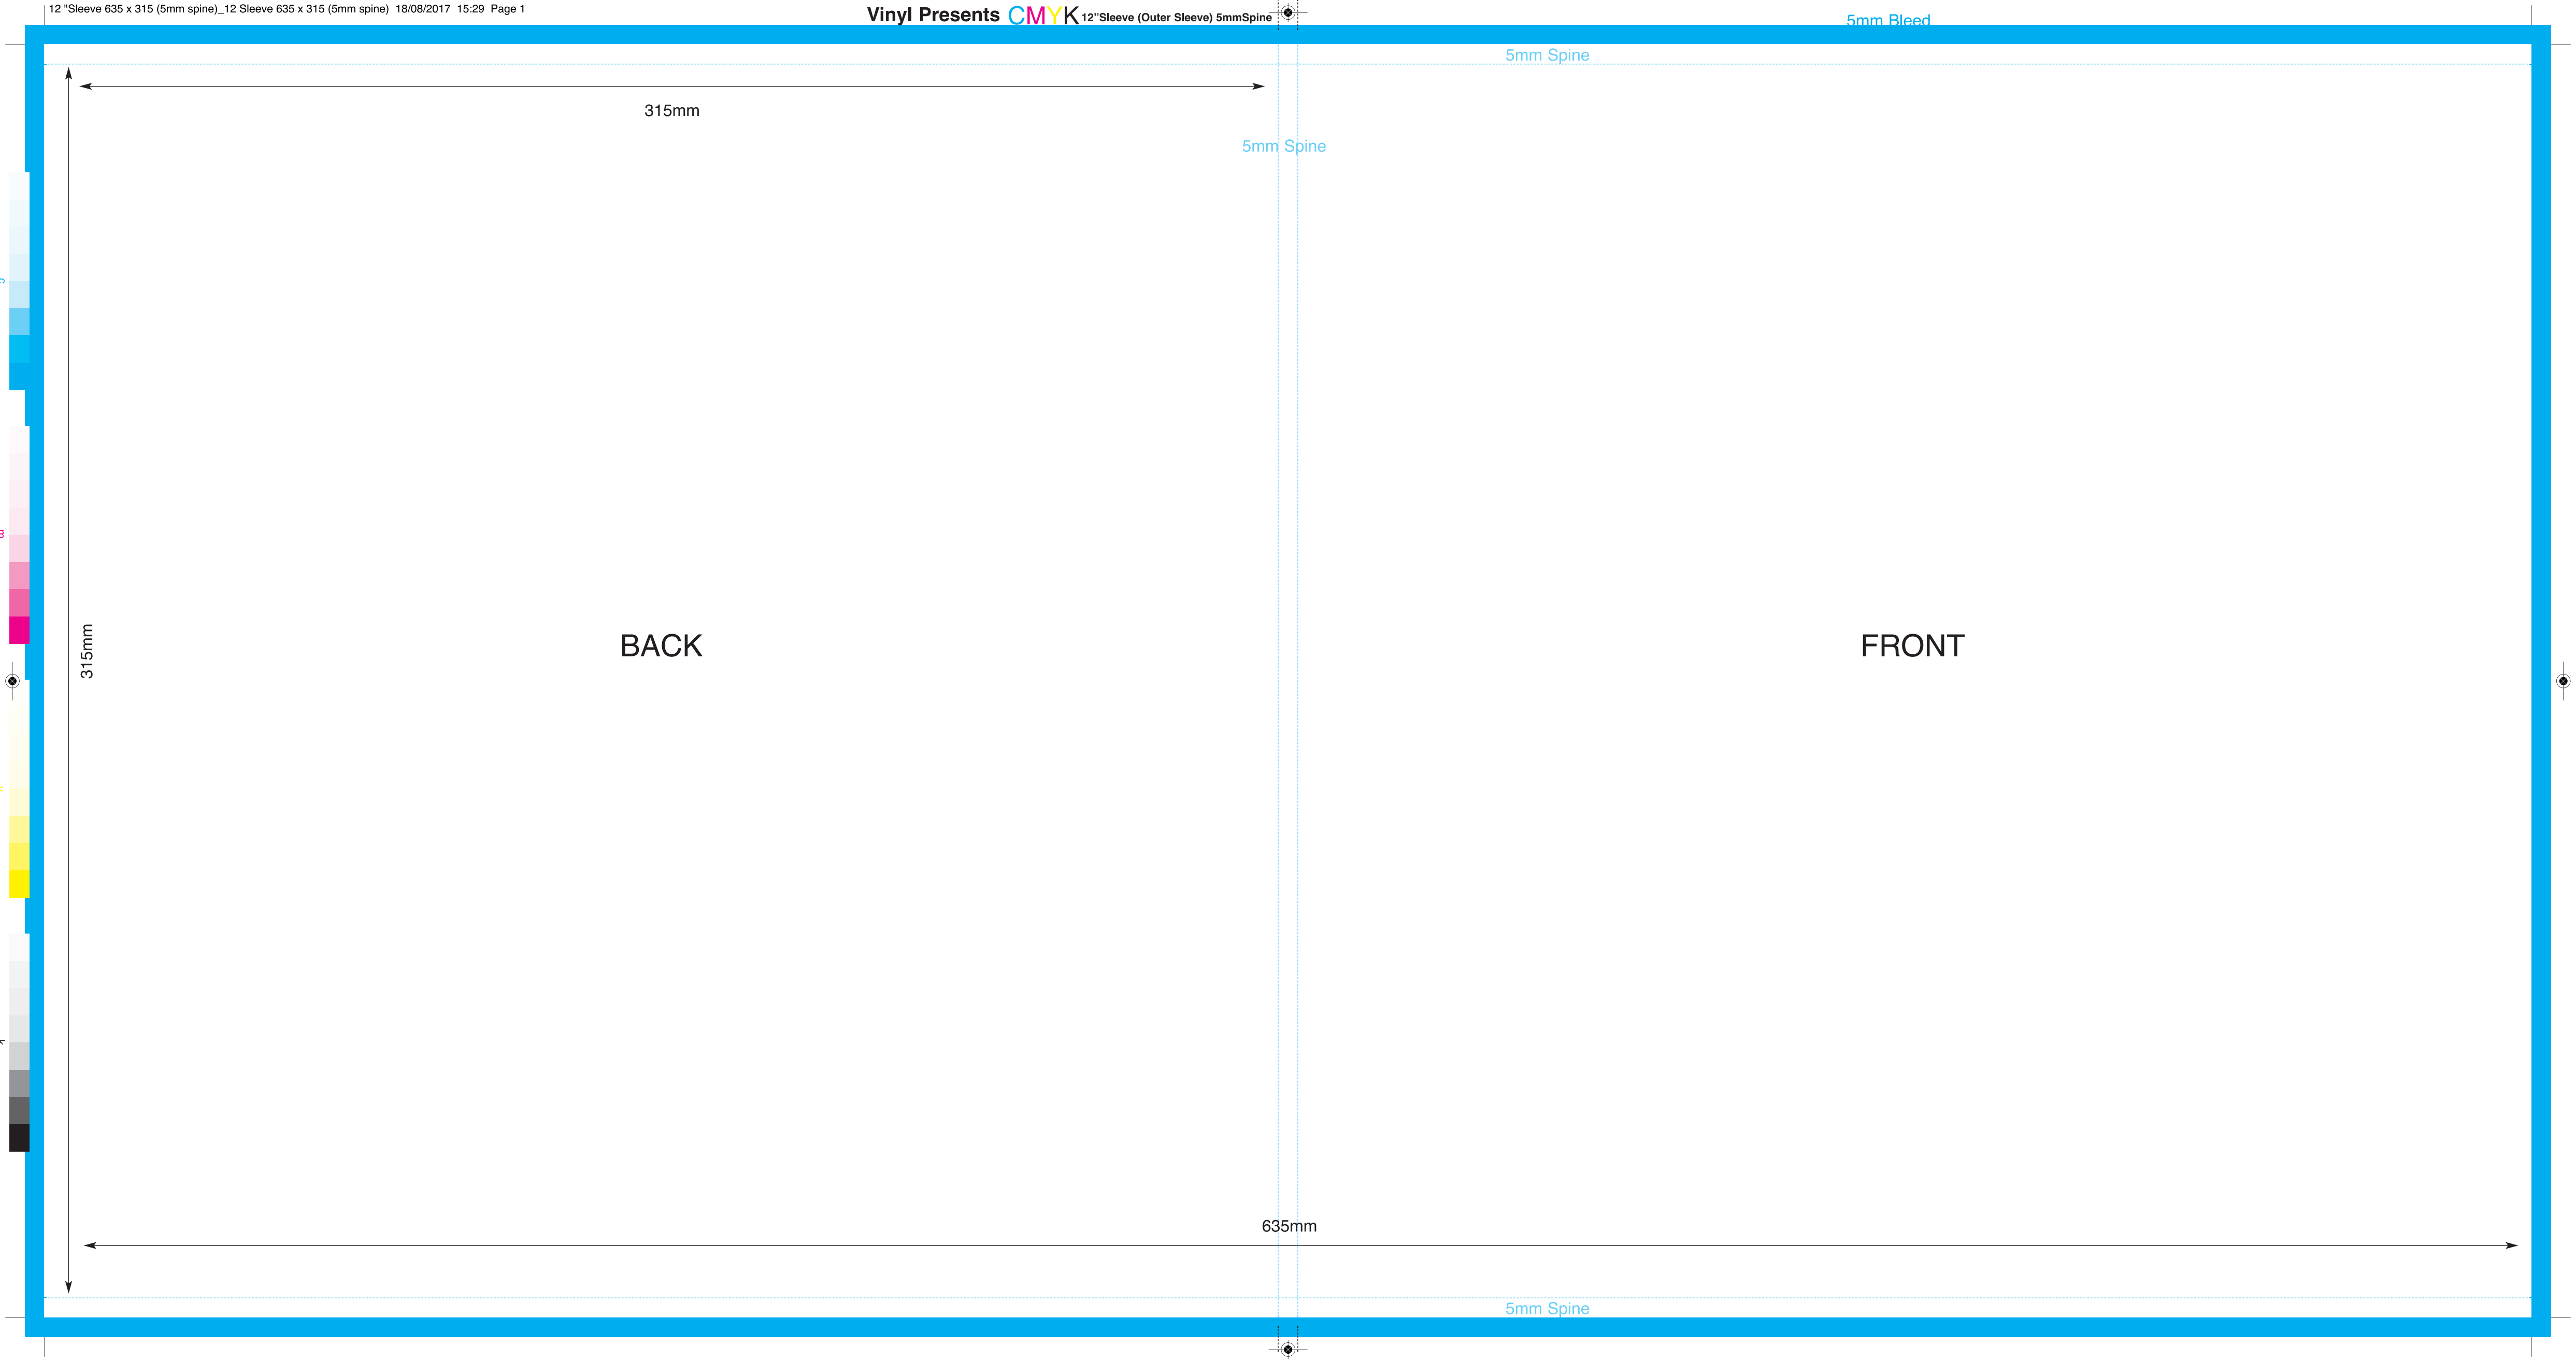 12 "Sleeve 635 x 315 (5mm spine)_12 Sleeve 635 x 315 (5mm spine)  18/08/2017  15:29  Page 1
Vinyl Presents CMYK 12”Sleeve (Outer Sleeve) 5mmSpine
5mm Bleed
5mm Spine
315mm
5mm Spine
315mm
BACK
FRONT
635mm
5mm Spine